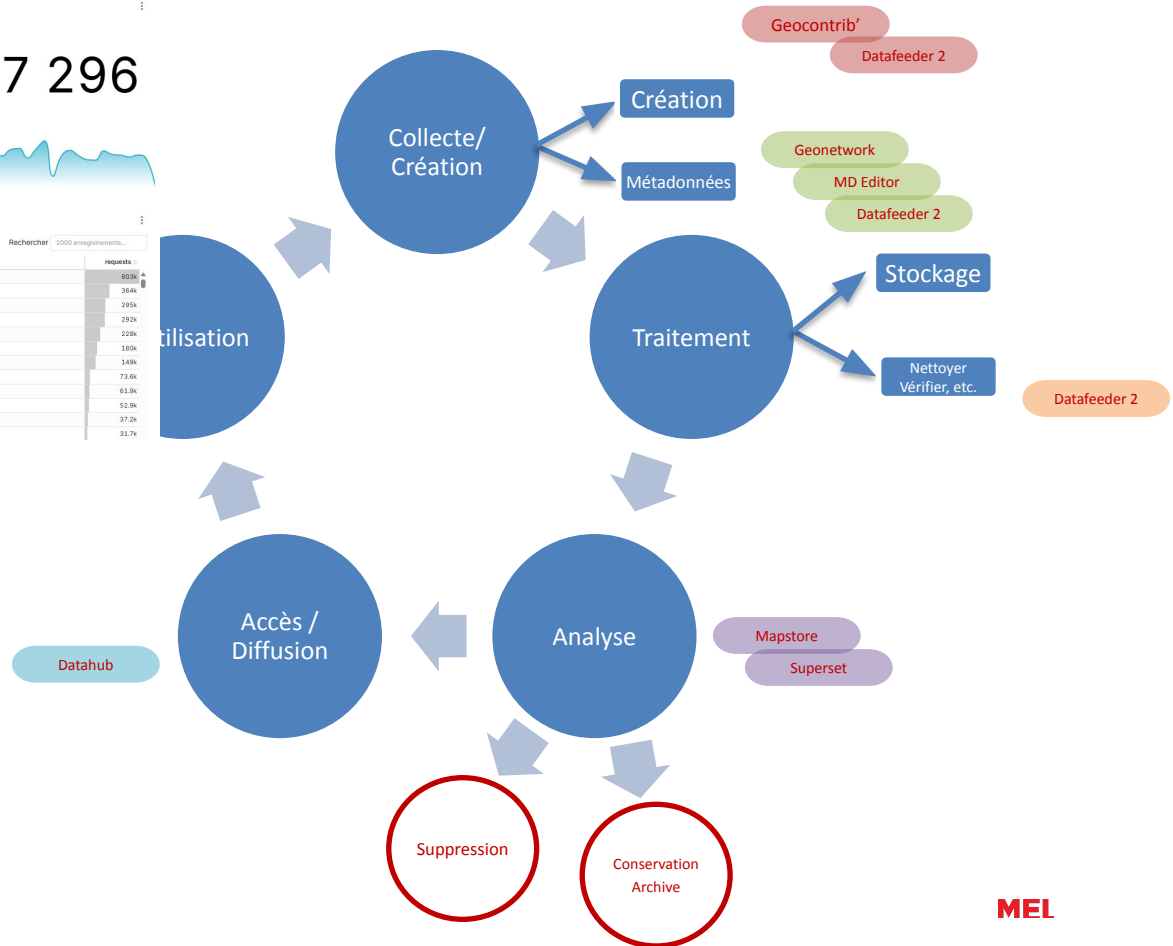 7 296
Rechercher 1000 enregistrements...
requests
803k
364k
295k
292k
228k
180k
149k
73.6k
61.9k
52.9k
37.2k
31.7k
Geocontrib’
Datafeeder 2
Création
Collecte/
Création
Métadonnées
Geonetwork
MD Editor
Datafeeder 2
Stockage
tilisation
Traitement
Nettoyer
Vérifier, etc.
Datafeeder 2
Accès /
Diffusion
Analyse
Mapstore
Superset
Datahub
Suppression
Conservation
Archive
MEL